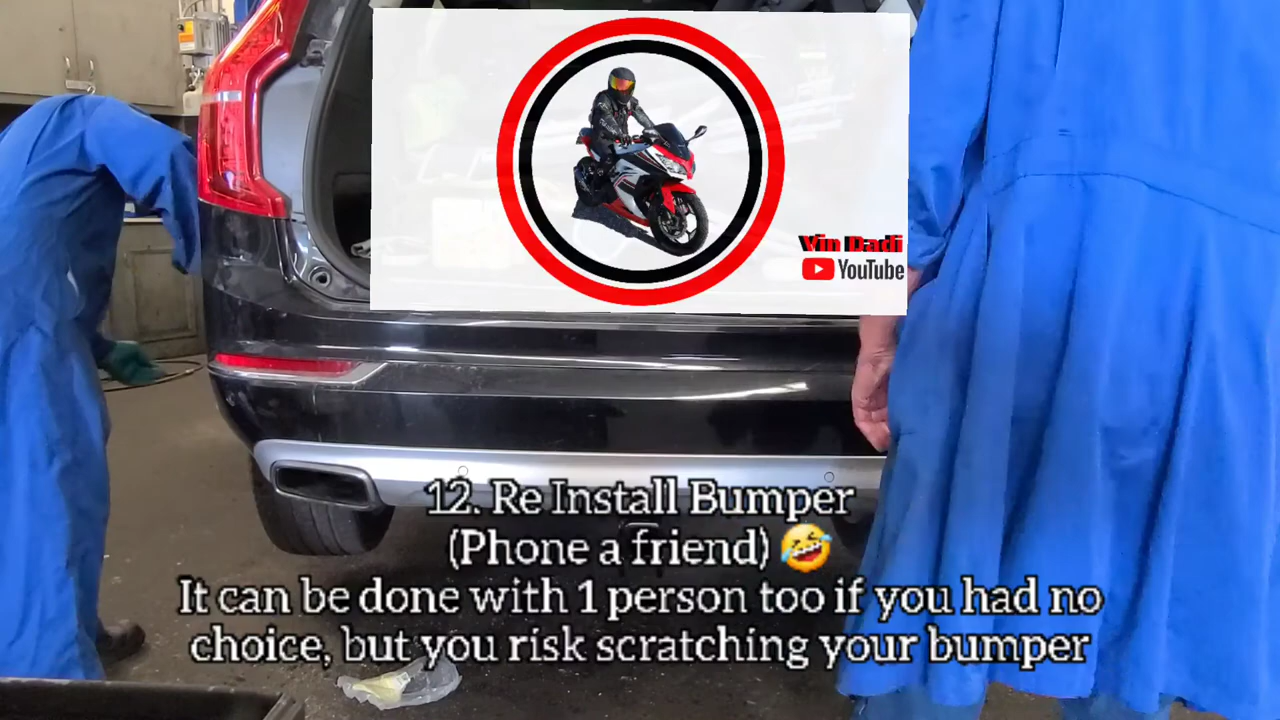 Vin Dadi
YouTube
12. Re Install Bumper
(Phone a friend) 🤣
It can be done with 1 person too if you had no
choice, but you risk scratching your bumper